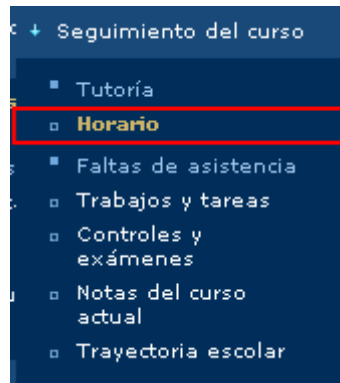 Seguimiento del curso
Tutoría
Horario
Faltas de asistencia
Trabajos y tareas
Controles y
exámenes
Notas del curso
actual
Trayectoria escolar